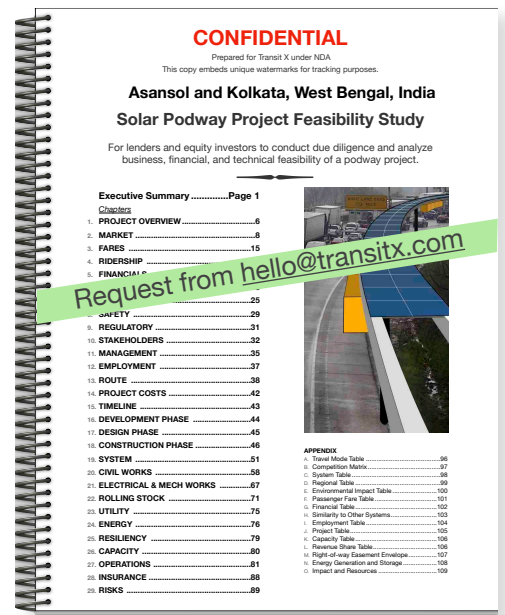 CONFIDENTIAL
Prepared for Transit X under NDA
This copy embeds unique watermarks for tracking purposes.
Asansol and Kolkata, West Bengal, India
Solar Podway Project Feasibility Study
For lenders and equity investors to conduct due diligence and analyze
business, financial, and technical feasibility of a podway project.
Executive Summary ..............Page 1
Chapters
1. PROJECT OVERVIEW ...................................6
2. MARKET ..........................................................8
3. FARES ..........................................................15
4. RIDERSHIP
5. FINANCIALS
25
8. SAFETY ..........................................................29
9. REGULATORY ..............................................31
10. STAKEHOLDERS .........................................32
11. MANAGEMENT ............................................35
12. EMPLOYMENT .............................................37
13. ROUTE .........................................................38
14. PROJECT COSTS ........................................42
15. TIMELINE .....................................................43
16. DEVELOPMENT PHASE ..............................44
17. DESIGN PHASE ...........................................45
18. CONSTRUCTION PHASE .............................46
19. SYSTEM .......................................................51
20. CIVIL WORKS ..............................................58
21. ELECTRICAL & MECH WORKS ...................67
22. ROLLING STOCK .........................................71
23. UTILITY ........................................................75
24. ENERGY .......................................................76
25. RESILIENCY .................................................79
26. CAPACITY ....................................................80
27. OPERATIONS ...............................................81
28. INSURANCE .................................................88
29. RISKS ...........................................................89
Request from hello@transitx.com
APPENDIX
A. Travel Mode Table ......................................96
B. Competition Matrix .....................................97
C. System Table ..............................................98
D. Regional Table ............................................99
E. Environmental Impact Table .....................100
F. Passenger Fare Table ................................101
G. Financial Table ..........................................102
H. Similarity to Other Systems ......................103
I. Employment Table .....................................104
J. Project Table .............................................105
K. Capacity Table ..........................................106
L. Revenue Share Table ................................106
M. Right-of-way Easement Envelope .............107
N. Energy Generation and Storage ...............108
O. Impact and Resources ..............................109